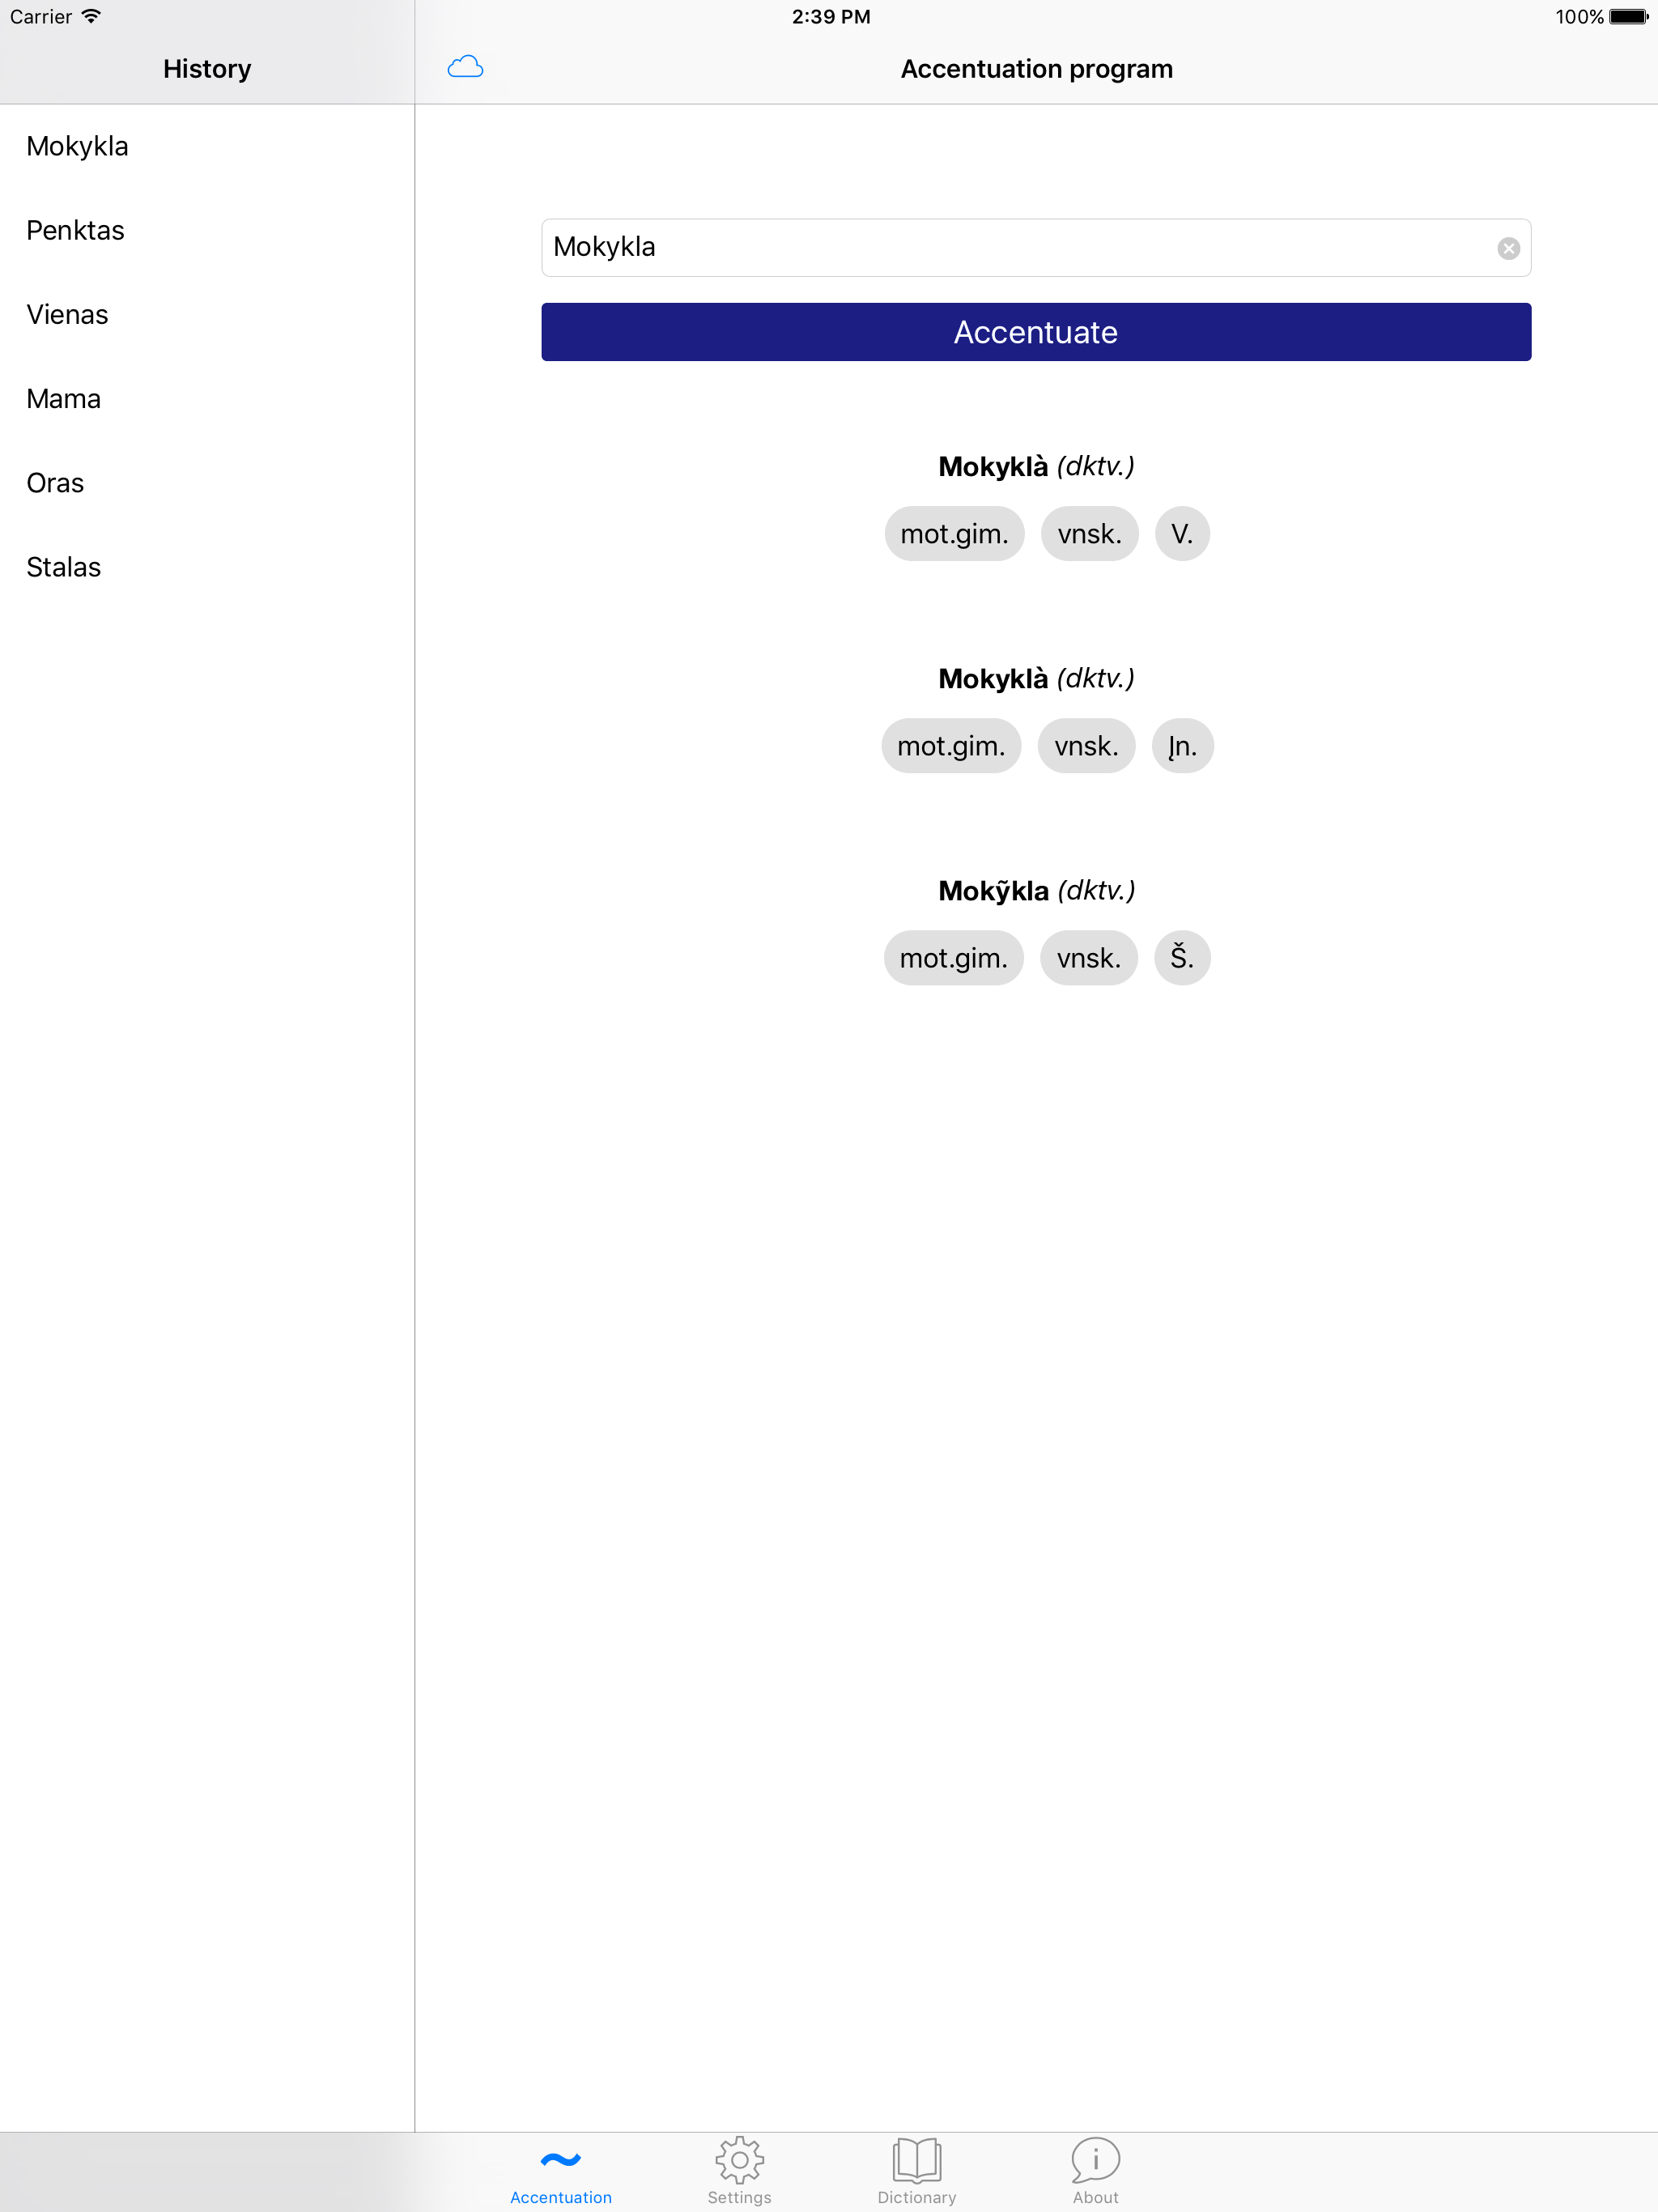 Carrier 2:39 PM 100%
History
Accentuation program
Mokykla
Penktas
Vienas
Mama
Oras
Stalas
Mokykla
Accentuate
Mokyklà (dktv.)
mot.gim. vnsk. V.
Mokyklà (dktv.)
mot.gim. vnsk. Įn.
Mokỹkla (dktv.)
mot.gim. vnsk. Š.
Accentuation Settings Dictionary About